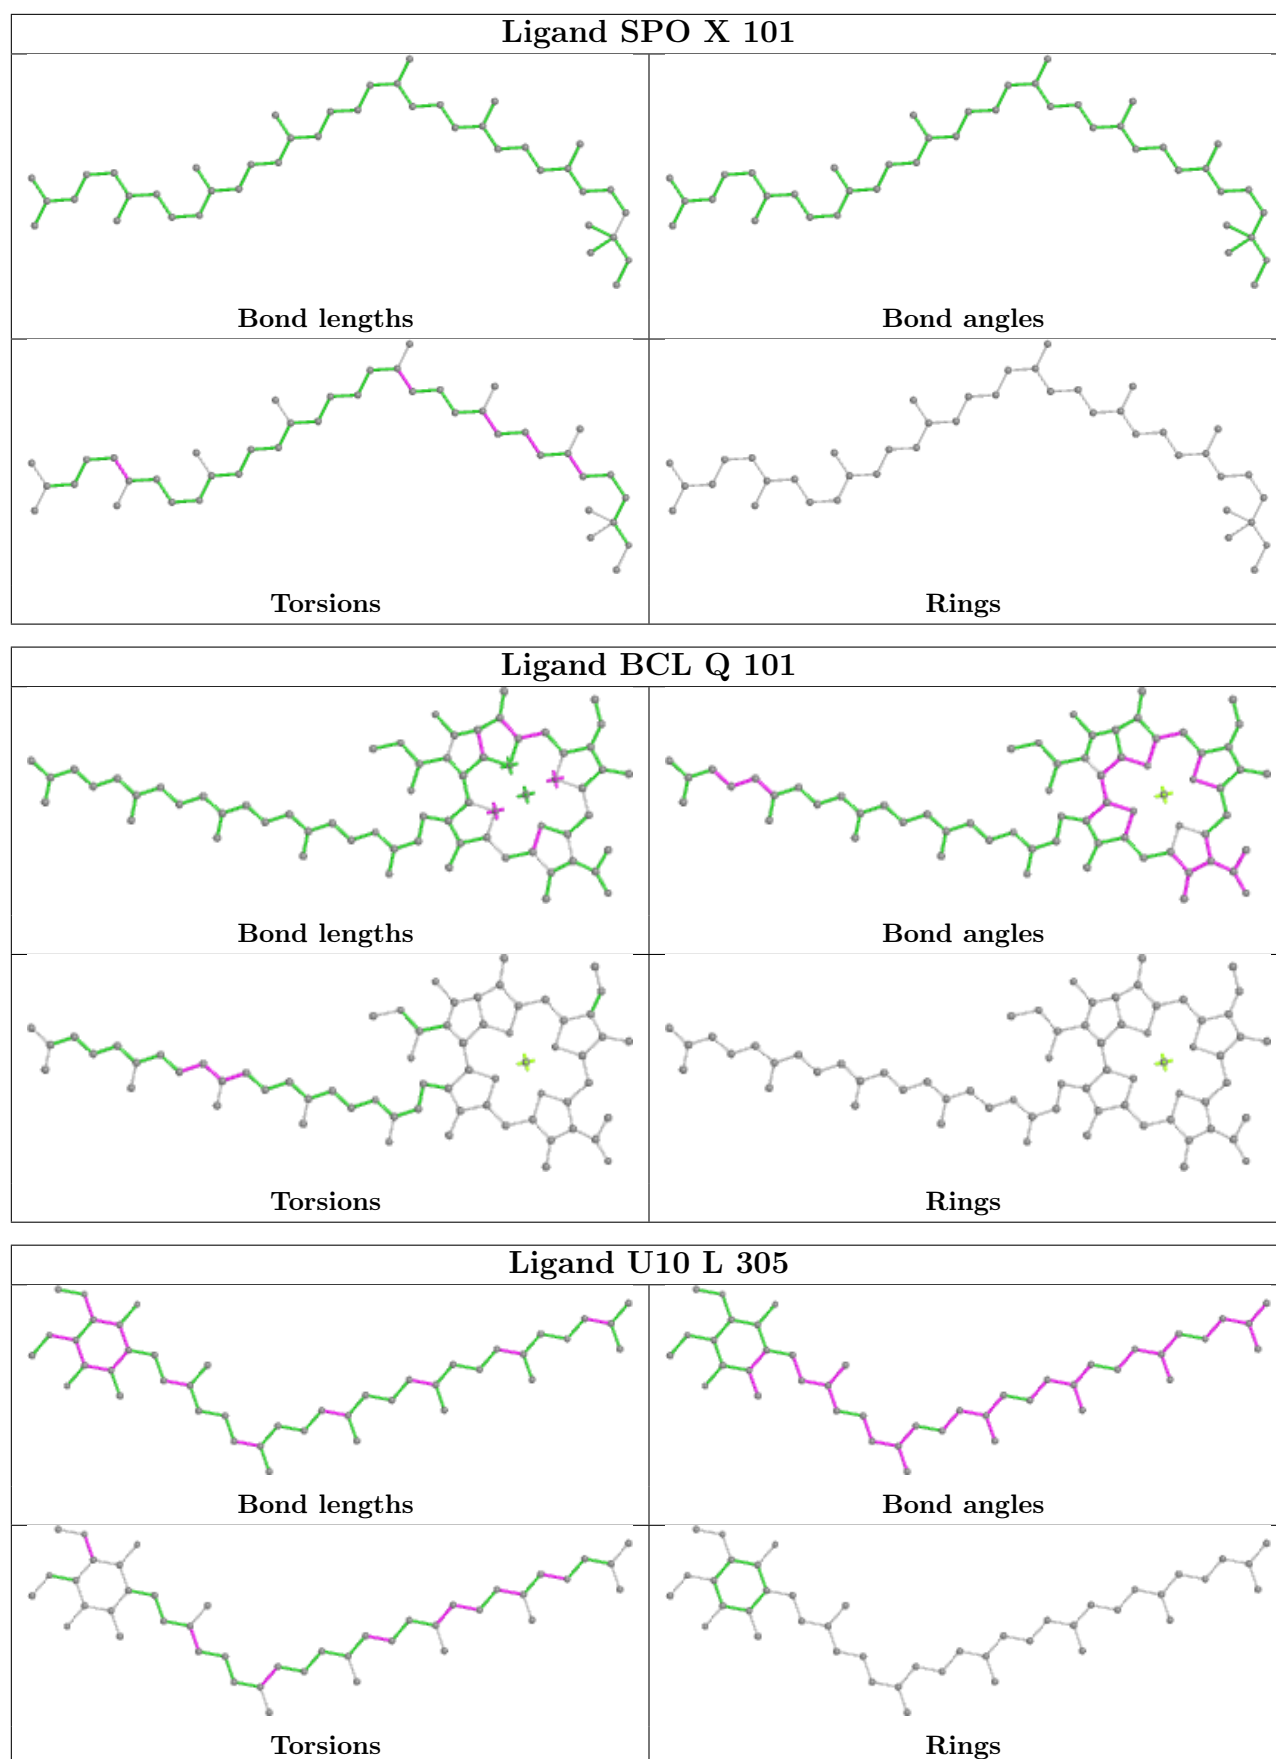 Ligand SPO X 101
Bond lengths
Bond angles
Torsions
Rings
Ligand BCL Q 101
Bond lengths
Bond angles
Torsions
Rings
Ligand U10 L 305
Bond lengths
Bond angles
Torsions
Rings